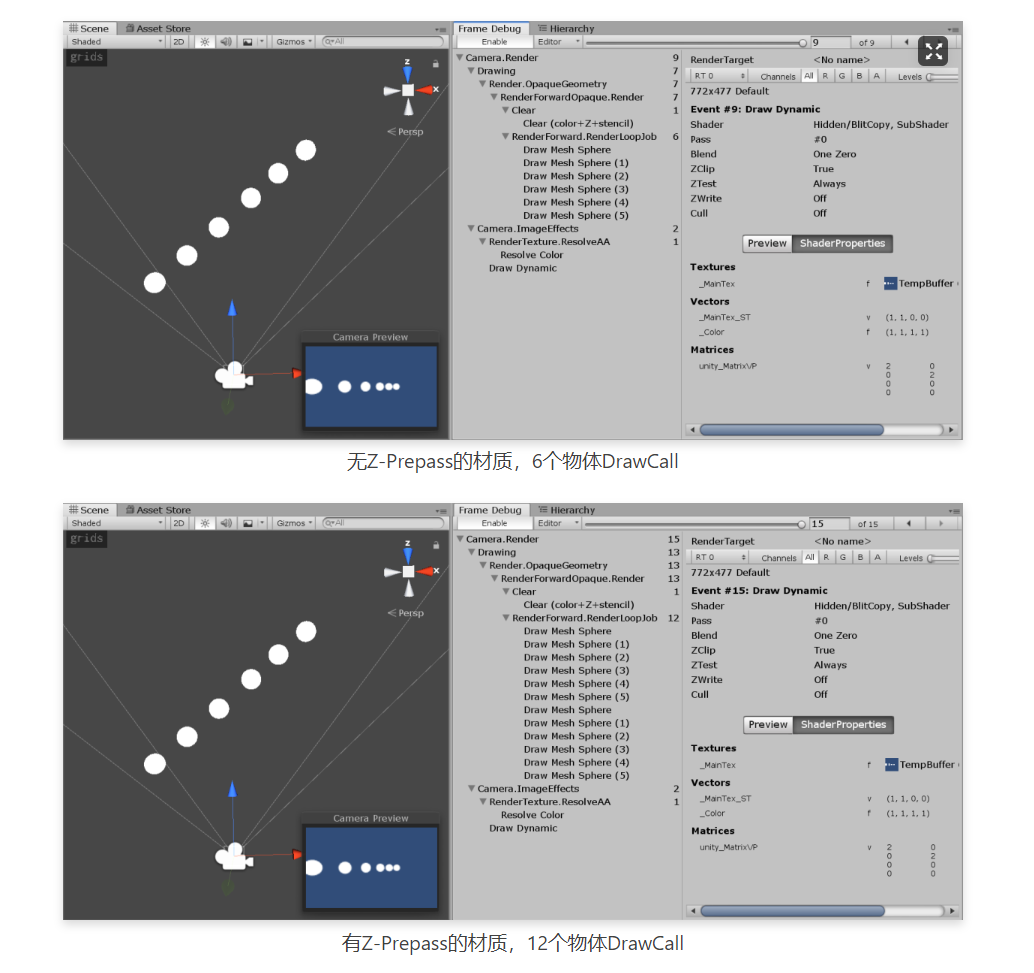 Scene Asset Store
Shaded 2D Gizmos All
grids
z
x
Persp
Camera Preview
Frame Debug Hierarchy
Enable Editor 9 of 9
Camera.Render 9
Drawing 7
Render.OpaqueGeometry 7
RenderForwardOpaque.Render 7
Clear 1
Clear (color+Z+stencil)
RenderForward.RenderLoopJob 6
Draw Mesh Sphere
Draw Mesh Sphere (1)
Draw Mesh Sphere (2)
Draw Mesh Sphere (3)
Draw Mesh Sphere (4)
Draw Mesh Sphere (5)
Camera.ImageEffects 2
RenderTexture.ResolveAA 1
Resolve Color
Draw Dynamic
RenderTarget <No name>
RT 0 Channels All R G B A Levels
772x477 Default
Event #9: Draw Dynamic
Shader Hidden/BlitCopy, SubShader
Pass #0
Blend One Zero
ZClip True
ZTest Always
ZWrite Off
Cull Off
Preview ShaderProperties
Textures
_MainTex f TempBuffer
Vectors
_MainTex_ST v (1, 1, 0, 0)
_Color f (1, 1, 1, 1)
Matrices
unity_MatrixVP v 2 0
0 2
0 0
0 0
无Z-Prepass的材质，6个物体DrawCall
Scene Asset Store
Shaded 2D Gizmos All
grids
z
x
Persp
Camera Preview
Frame Debug Hierarchy
Enable Editor 15 of 15
Camera.Render 15
Drawing 13
Render.OpaqueGeometry 13
RenderForwardOpaque.Render 13
Clear 1
Clear (color+Z+stencil)
RenderForward.RenderLoopJob 12
Draw Mesh Sphere
Draw Mesh Sphere (1)
Draw Mesh Sphere (2)
Draw Mesh Sphere (3)
Draw Mesh Sphere (4)
Draw Mesh Sphere (5)
Draw Mesh Sphere
Draw Mesh Sphere (1)
Draw Mesh Sphere (2)
Draw Mesh Sphere (3)
Draw Mesh Sphere (4)
Draw Mesh Sphere (5)
Camera.ImageEffects 2
RenderTexture.ResolveAA 1
Resolve Color
Draw Dynamic
RenderTarget <No name>
RT 0 Channels All R G B A Levels
772x477 Default
Event #15: Draw Dynamic
Shader Hidden/BlitCopy, SubShader
Pass #0
Blend One Zero
ZClip True
ZTest Always
ZWrite Off
Cull Off
Preview ShaderProperties
Textures
_MainTex f TempBuffer
Vectors
_MainTex_ST v (1, 1, 0, 0)
_Color f (1, 1, 1, 1)
Matrices
unity_MatrixVP v 2 0
0 2
0 0
0 0
有Z-Prepass的材质，12个物体DrawCall